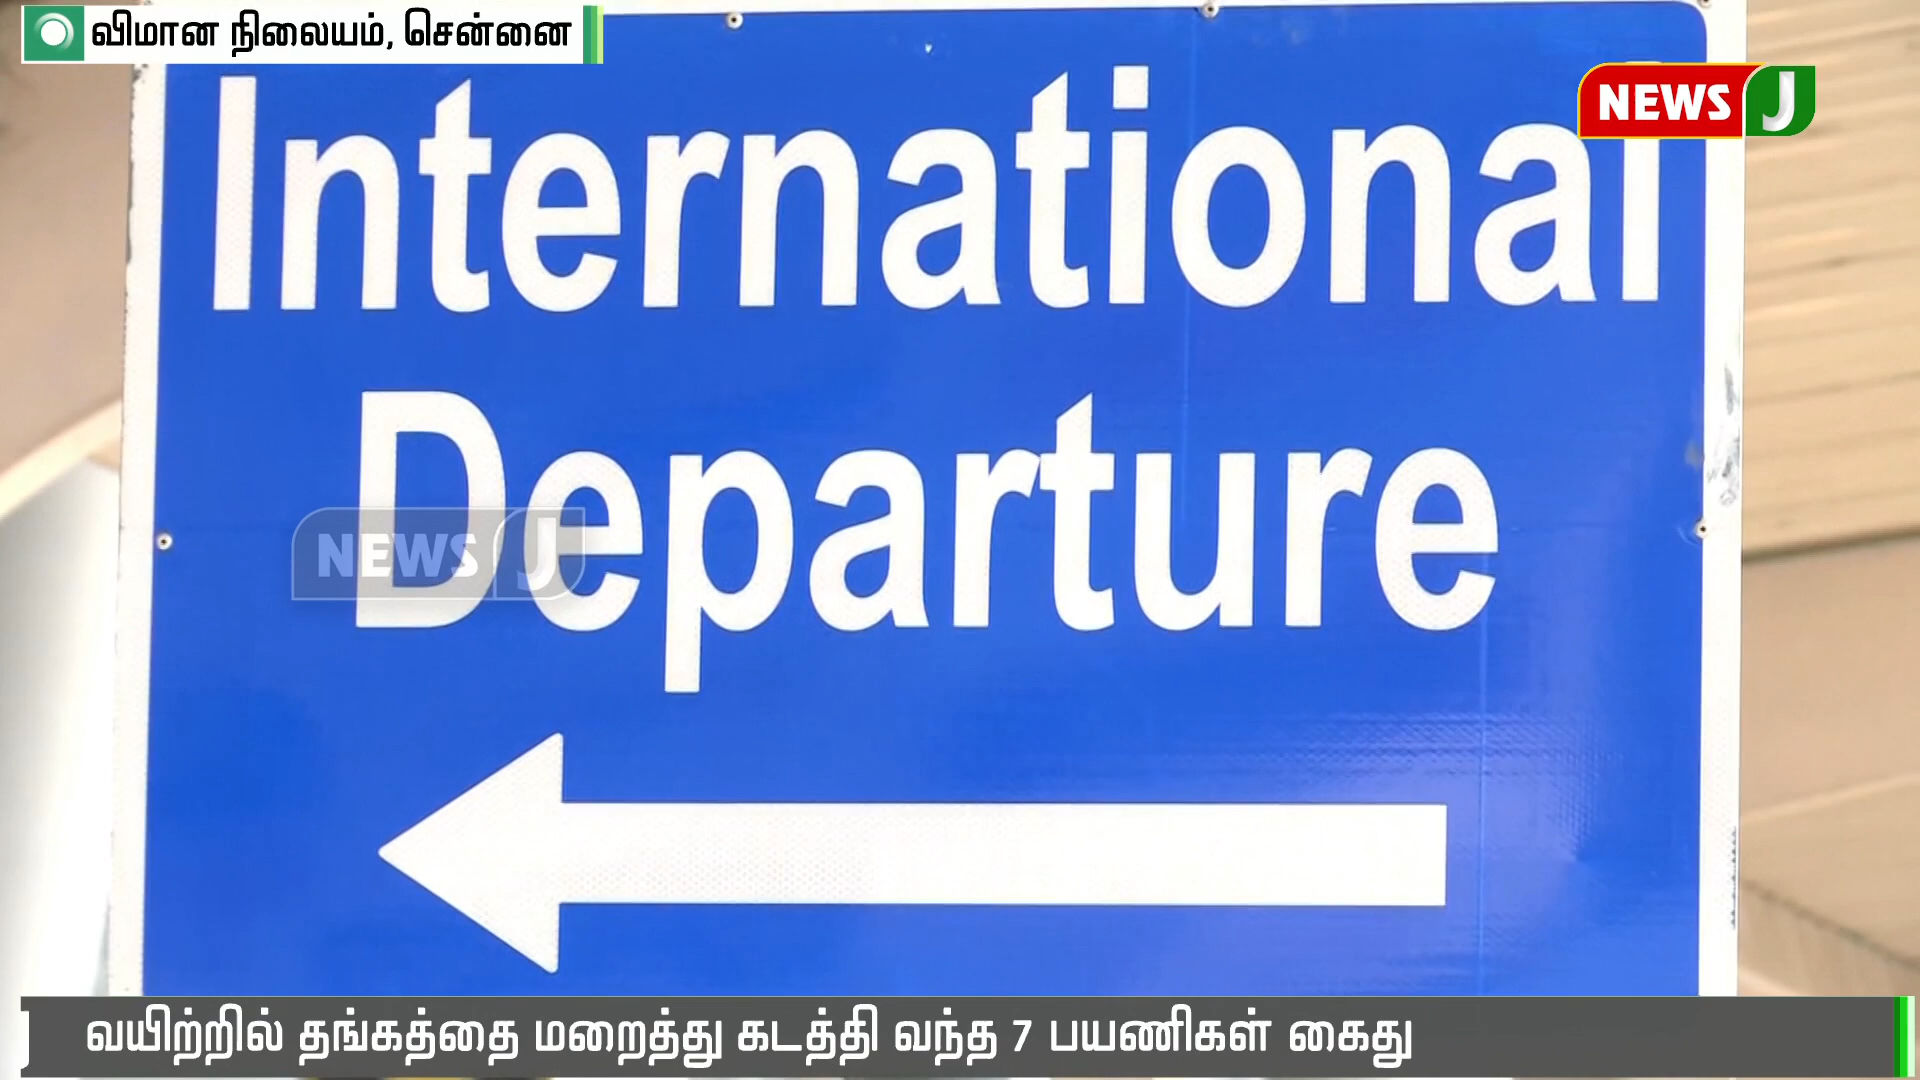 விமான நிலையம், சென்னை
NEWS J
International
Departure
NEWS J
வயிற்றில் தங்கத்தை மறைத்து கடத்தி வந்த 7 பயணிகள் கைது